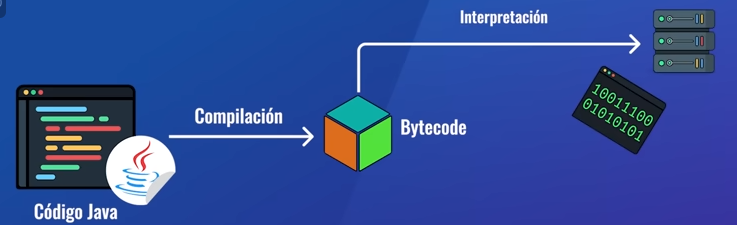 Interpretación
Compilación
Bytecode
10011100
01010101
Código Java